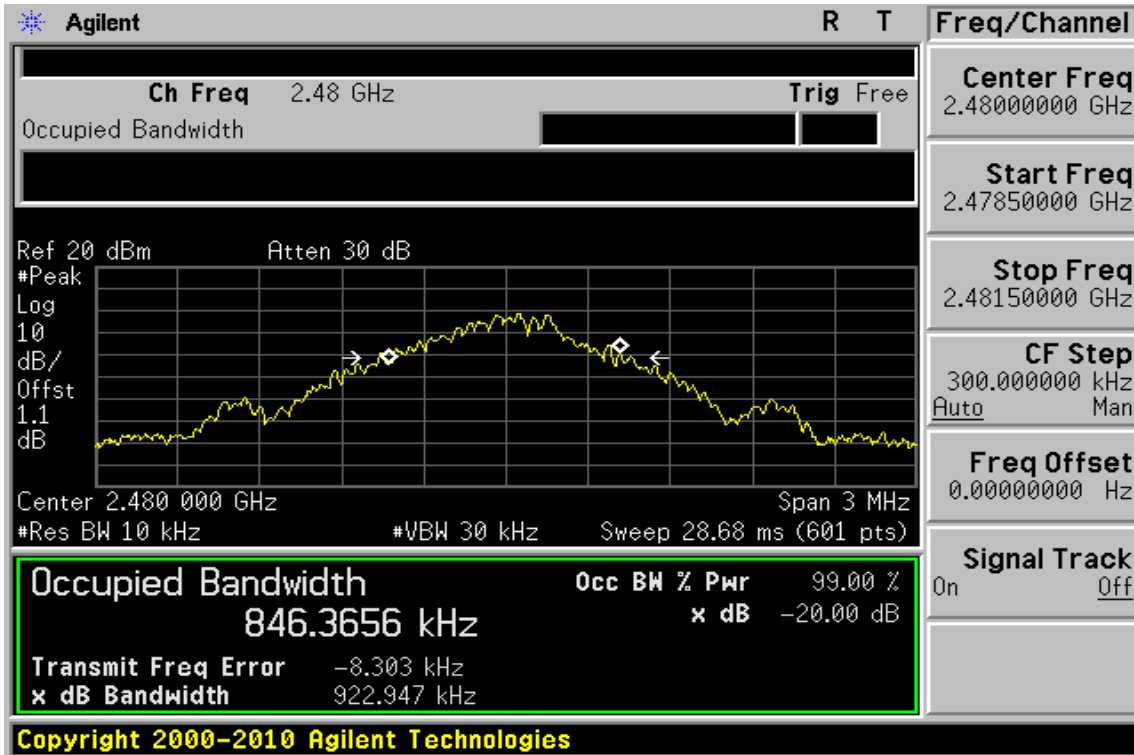 Agilent R T
Ch Freq 2.48 GHz Trig Free
Occupied Bandwidth
Ref 20 dBm Atten 30 dB
#Peak
Log
10
dB/
Offst
1.1
dB
Center 2.480 000 GHz Span 3 MHz
#Res BW 10 kHz #VBW 30 kHz Sweep 28.68 ms (601 pts)
Occupied Bandwidth
846.3656 kHz
Occ BW % Pwr 99.00 %
x dB -20.00 dB
Transmit Freq Error -8.303 kHz
x dB Bandwidth 922.947 kHz
Copyright 2000-2010 Agilent Technologies
Freq/Channel
Center Freq
2.48000000 GHz
Start Freq
2.47850000 GHz
Stop Freq
2.48150000 GHz
CF Step
300.000000 kHz
Auto Man
Freq Offset
0.00000000 Hz
Signal Track
On Off